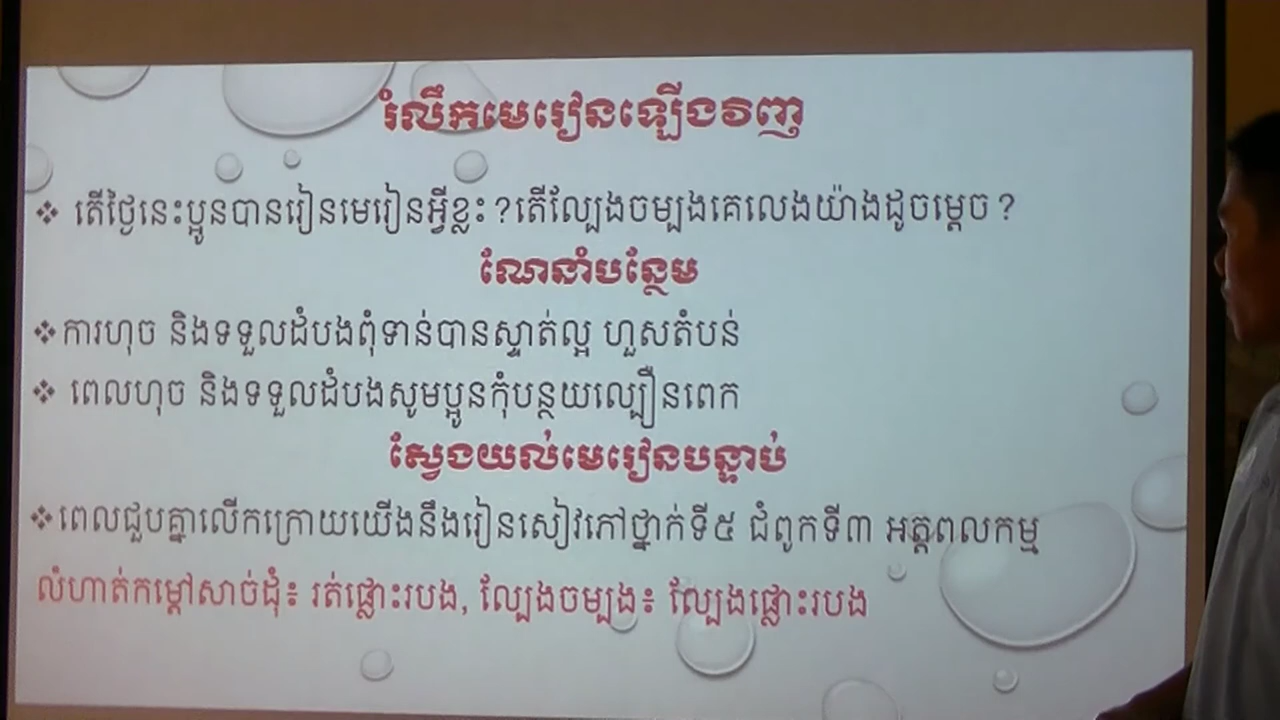 រំលឹកមេរៀនឡើងវិញ
❖ តើថ្ងៃនេះប្អូនបានរៀនមេរៀនអ្វីខ្លះ?តើល្បែងចម្បងគេលេងយ៉ាងដូចម្ដេច?
ណែនាំបន្ថែម
❖ ការហុច និងទទួលដំបងពុំទាន់បានស្ទាត់ល្អ ហួសតំបន់
❖ ពេលហុច និងទទួលដំបងសូមប្អូនកុំបន្ថយល្បឿនពេក
ស្វែងយល់មេរៀនបន្ទាប់
❖ ពេលជួបគ្នាលើកក្រោយយើងនឹងរៀនសៀវភៅថ្នាក់ទី៥ ជំពូកទី៣ អត្តពលកម្ម
លំហាត់កម្ដៅសាច់ដុំ៖ រត់ផ្លោះរបង, ល្បែងចម្បង៖ ល្បែងផ្លោះរបង